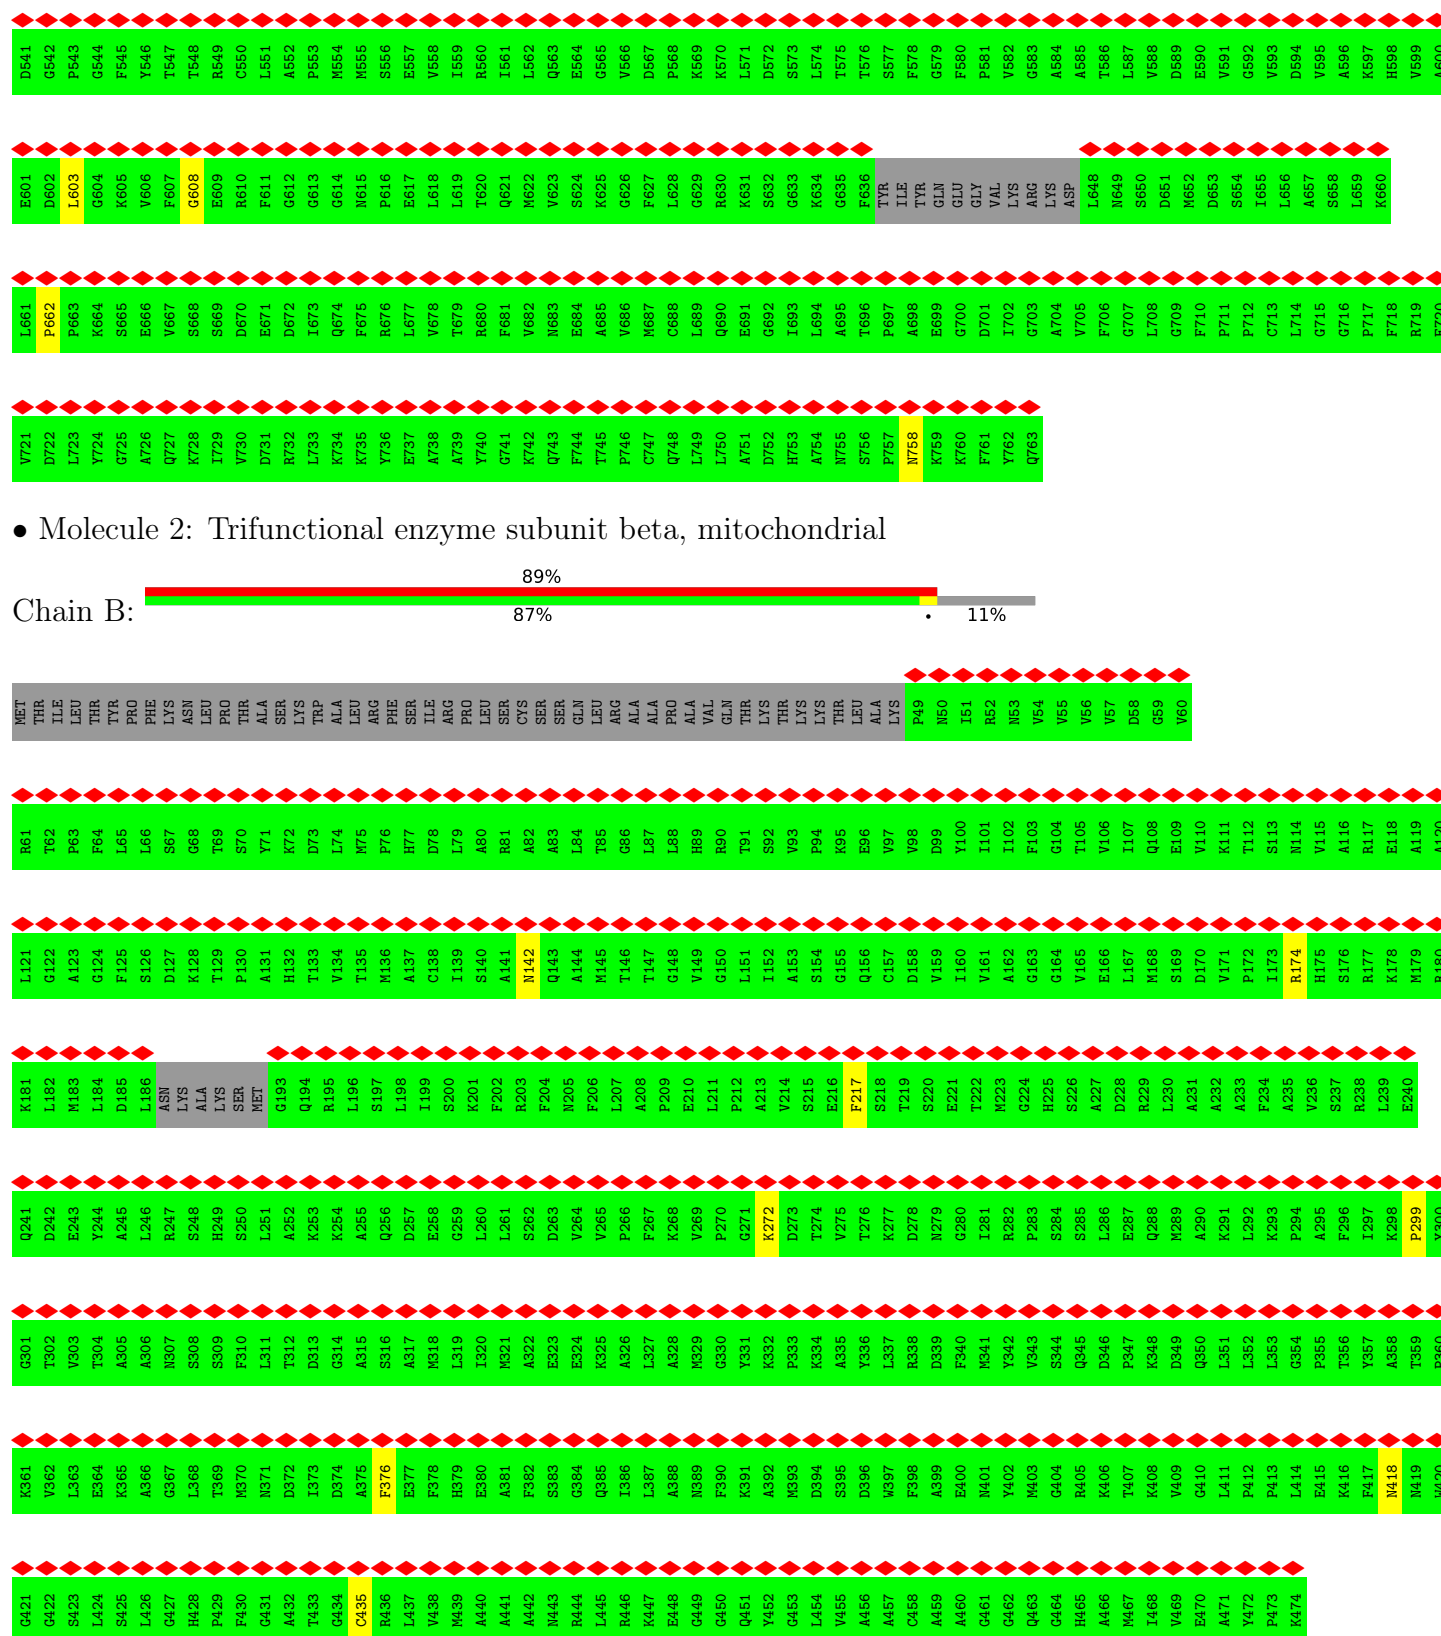 D541 G542 P543 G544 F545 Y546 T547 T548 R549 C550 L551 A552 P553 M554 M555 S556 E557 V558 I559 R560 I561 L562 Q563 E564 G565 V566 D567 P568 K569 K570 L571 D572 S573 L574 T575 T576 S577 F578 G579 F580 P581 V582 G583 A584 A585 T586 L587 V588 D589 E590 V591 G592 V593 D594 V595 A596 K597 H598 V599 A600
E601 D602 L603 G604 K605 V606 F607 G608 E609 R610 F611 G612 G613 G614 N615 P616 E617 L618 L619 T620 Q621 M622 V623 S624 K625 G626 F627 L628 G629 R630 K631 S632 G633 K634 G635 F636 TYR ILE TYR GLN GLU GLY VAL LYS ARG LYS ASP L648 N649 S650 D651 M652 D653 S654 I655 L656 A657 S658 L659 K660
L661 P662 P663 K664 S665 E666 V667 S668 S669 D670 E671 D672 I673 Q674 F675 R676 L677 V678 T679 R680 F681 V682 N683 E684 A685 V686 M687 C688 L689 Q690 E691 G692 I693 L694 A695 T696 P697 A698 E699 G700 D701 I702 G703 A704 V705 F706 G707 L708 G709 F710 P711 P712 C713 L714 G715 G716 P717 F718 R719 F720
V721 D722 L723 Y724 G725 A726 Q727 K728 I729 V730 D731 R732 L733 K734 K735 Y736 E737 A738 A739 Y740 G741 K742 Q743 F744 T745 P746 C747 Q748 L749 L750 A751 D752 H753 A754 N755 S756 P757 N758 K759 K760 F761 Y762 Q763
• Molecule 2: Trifunctional enzyme subunit beta, mitochondrial
89%
Chain B:
87% • 11%
MET THR ILE LEU THR TYR PRO PHE LYS ASN LEU PRO THR ALA SER LYS TRP ALA LEU ARG PHE SER ILE ARG PRO LEU SER CYS SER SER GLN LEU ARG ALA ALA PRO ALA VAL GLN THR LYS THR LYS LYS THR LEU ALA LYS P49 N50 I51 R52 N53 V54 V55 V56 V57 D58 G59 V60
R61 T62 P63 F64 L65 L66 S67 G68 T69 S70 Y71 K72 D73 L74 M75 P76 H77 D78 L79 A80 R81 A82 A83 L84 T85 G86 L87 L88 H89 R90 T91 S92 V93 P94 K95 E96 V97 V98 D99 Y100 I101 I102 F103 G104 T105 V106 I107 Q108 E109 V110 K111 T112 S113 N114 V115 A116 R117 E118 A119 A120
L121 G122 A123 G124 F125 S126 D127 K128 T129 P130 A131 H132 T133 V134 T135 M136 A137 C138 I139 S140 A141 N142 Q143 A144 M145 T146 T147 G148 V149 G150 L151 I152 A153 S154 G155 Q156 C157 D158 V159 I160 V161 A162 G163 G164 V165 E166 L167 M168 S169 D170 V171 P172 I173 R174 H175 S176 R177 K178 M179 R180
K181 L182 M183 L184 D185 L186 ASN LYS ALA LYS SER MET G193 Q194 R195 L196 S197 L198 I199 S200 K201 F202 R203 F204 N205 F206 L207 A208 P209 E210 L211 P212 A213 V214 S215 E216 F217 S218 T219 S220 E221 T222 M223 G224 H225 S226 A227 D228 R229 L230 A231 A232 A233 F234 A235 V236 S237 R238 L239 E240
Q241 D242 E243 Y244 A245 L246 R247 S248 H249 S250 L251 A252 K253 K254 A255 Q256 D257 E258 G259 L260 L261 S262 D263 V264 V265 P266 F267 K268 V269 P270 G271 K272 D273 T274 V275 T276 K277 D278 N279 G280 I281 R282 P283 S284 S285 L286 E287 Q288 M289 A290 K291 L292 K293 P294 A295 F296 I297 K298 P299 Y300
G301 T302 V303 T304 A305 A306 N307 S308 S309 F310 L311 T312 D313 G314 A315 S316 A317 M318 L319 I320 M321 A322 E323 E324 K325 A326 L327 A328 M329 G330 Y331 K332 P333 K334 A335 Y336 L337 R338 D339 F340 M341 Y342 V343 S344 Q345 D346 P347 K348 D349 Q350 L351 L352 L353 G354 P355 T356 Y357 A358 T359 P360
K361 V362 L363 E364 K365 A366 G367 L368 T369 M370 N371 D372 I373 D374 A375 F376 E377 F378 H379 E380 A381 F382 S383 G384 Q385 I386 L387 A388 N389 F390 K391 A392 M393 D394 S395 D396 W397 F398 A399 E400 N401 Y402 M403 G404 R405 K406 T407 K408 V409 G410 L411 P412 P413 L414 E415 K416 F417 N418 N419 W420
G421 G422 S423 L424 S425 L426 G427 H428 P429 F430 G431 A432 T433 G434 C435 R436 L437 V438 M439 A440 A441 A442 N443 R444 L445 R446 K447 E448 G449 G450 Q451 Y452 G453 L454 V455 A456 A457 C458 A459 A460 G461 G462 Q463 G464 H465 A466 M467 I468 V469 E470 A471 Y472 P473 K474